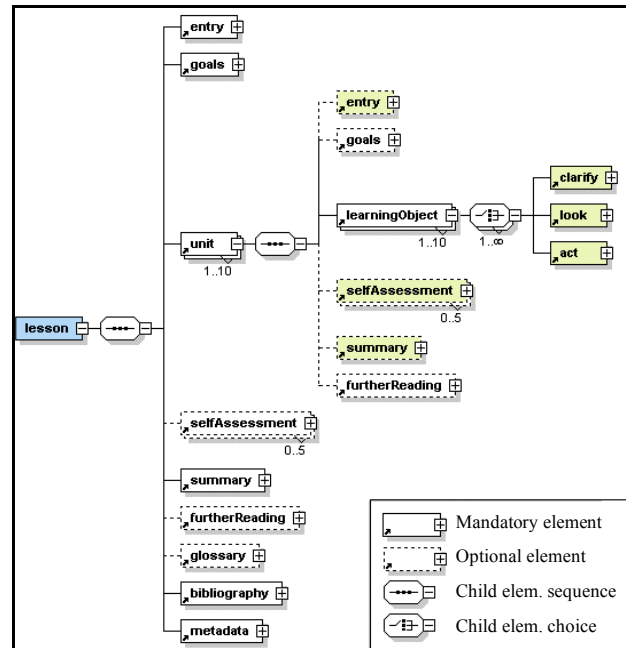 entry
goals
entry
goals
clarify
learningObject
look
1..10
1..∞
unit
act
1..10
selfAssessment
0..5
lesson
summary
furtherReading
selfAssessment
0..5
summary
furtherReading
glossary
bibliography
metadata
Mandatory element
Optional element
Child elem. sequence
Child elem. choice